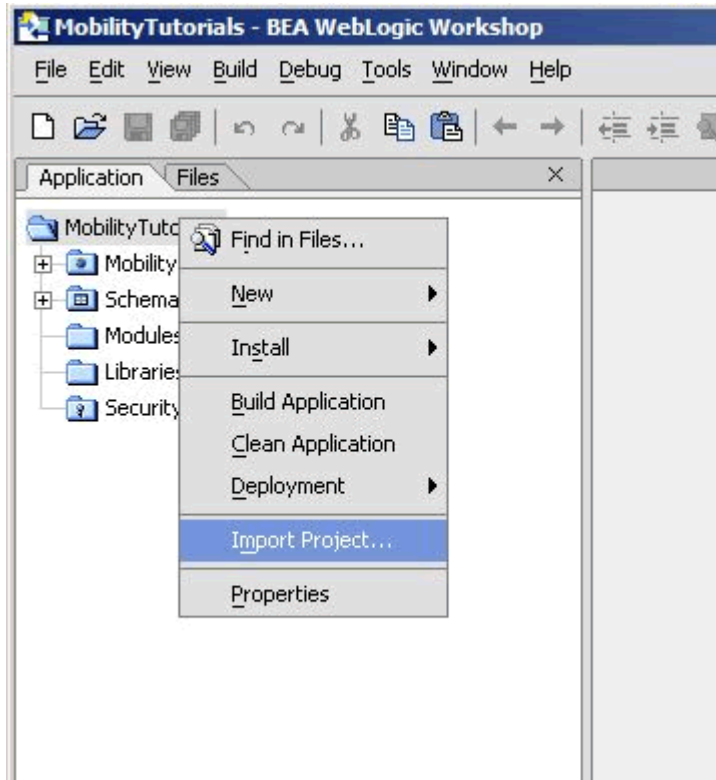 MobilityTutorials - BEA WebLogic Workshop
File Edit View Build Debug Tools Window Help
Application Files
MobilityTuto
Find in Files...
Mobility
New
Schema
Modules
Install
Libraries
Build Application
Security
Clean Application
Deployment
Import Project...
Properties